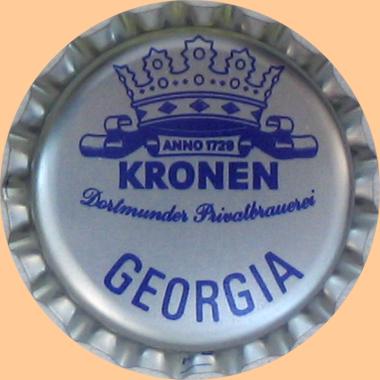 ANNO 1729
KRONEN
Dortmunder Privatbrauerei
GEORGIA